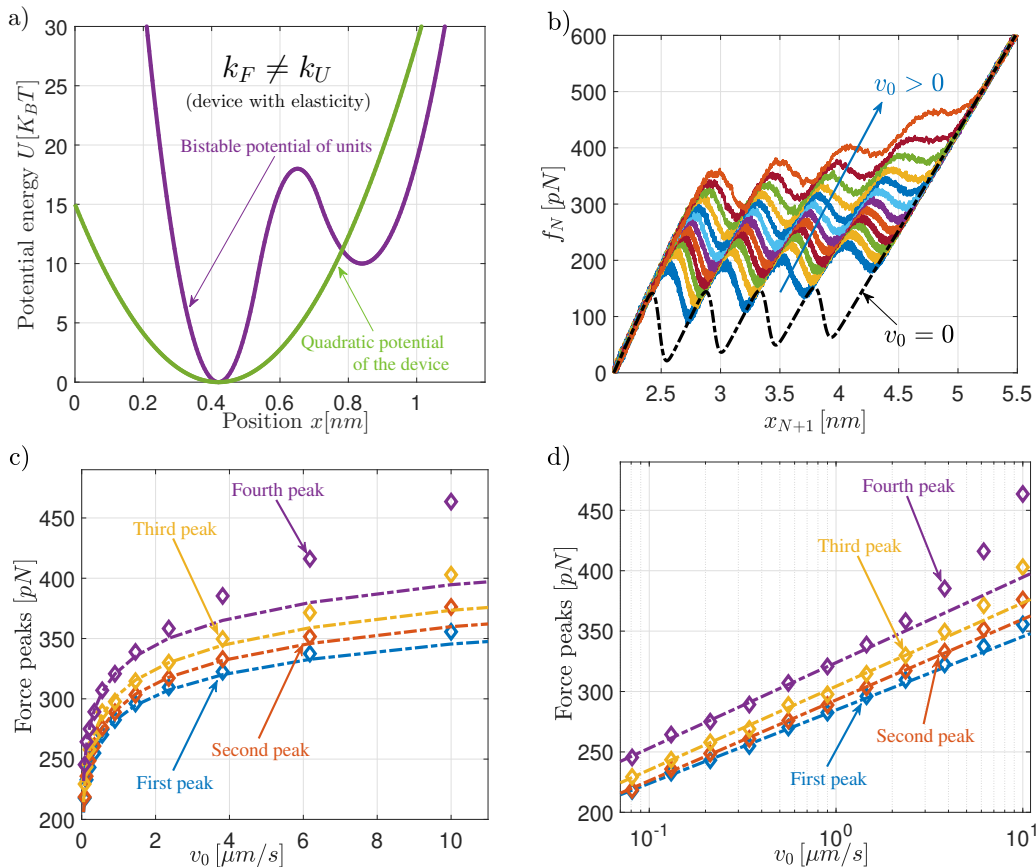 a)
30
25
20
15
10
5
0
Potential energy U[K_BT]
k_F ≠ k_U
(device with elasticity)
Bistable potential of units
Quadratic potential
of the device
0.0
0.2
0.4
0.6
0.8
1
Position x[nm]
b)
600
500
400
300
200
100
0
f_N [pN]
v_0 > 0
v_0 = 0
2.5
3
3.5
4
4.5
5
5.5
x_{N+1} [nm]
c)
450
400
350
300
250
200
Force peaks [pN]
Fourth peak
Third peak
Second peak
First peak
0
2
4
6
8
10
v_0 [μm/s]
d)
450
400
350
300
250
200
Force peaks [pN]
Fourth peak
Third peak
Second peak
First peak
10^{-1}
10^0
10^1
v_0 [μm/s]